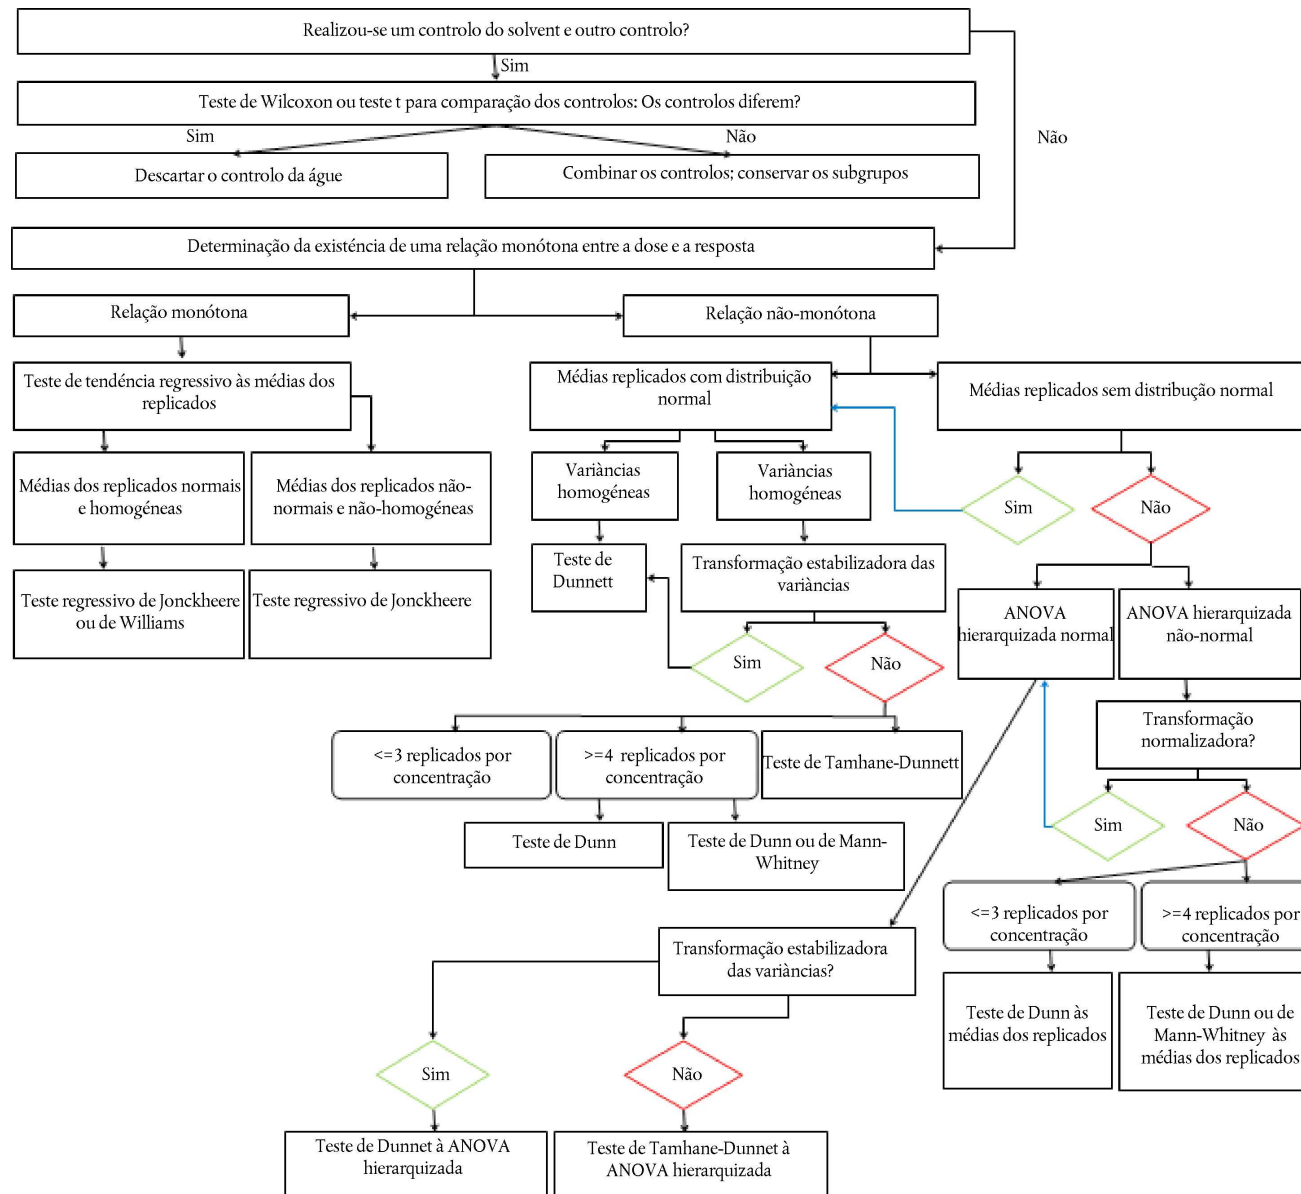 Realizou-se um controlo do solvent e outro controlo?
Sim
Teste de Wilcoxon ou teste t para comparação dos controlos: Os controlos diferem?
Sim
Não
Não
Descartar o controlo da águe
Combinar os controlos; conservar os subgrupos
Determinação da existéncia de uma relação monótona entre a dose e a resposta
Relação monótona
Relação não-monótona
Teste de tendéncia regressivo às médias dos
replicados
Médias replicados com distribuição
normal
Médias replicados sem distribução normal
Médias dos replicados normais
e homogéneas
Médias dos replicados não-
normais e não-homogéneas
Variàncias
homogéneas
Variàncias
homogéneas
Sim
Não
Teste de
Dunnett
Transformação estabilizadora das
variàncias
Teste regressivo de Jonckheere
ou de Williams
Teste regressivo de Jonckheere
ANOVA
hierarquizada normal
ANOVA hierarquizada
não-normal
Sim
Não
Transformação
normalizadora?
<=3 replicados por
concentração
>=4 replicados por
concentração
Teste de Tamhane-Dunnett
Sim
Não
Teste de Dunn
Teste de Dunn ou de Mann-
Whitney
<=3 replicados por
concentração
>=4 replicados por
concentração
Transformação estabilizadora
das variàncias?
Teste de Dunn às
médias dos replicados
Teste de Dunn ou de
Mann-Whitney às
médias dos replicados
Sim
Não
Teste de Dunnet à ANOVA
hierarquizada
Teste de Tamhane-Dunnet à
ANOVA hierarquizada